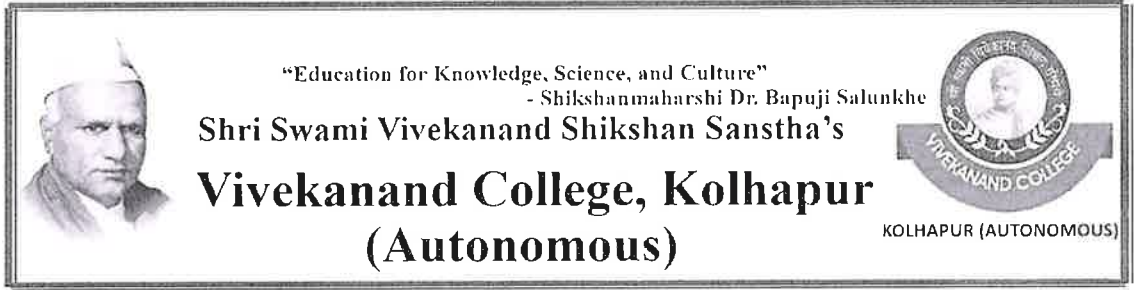 “Education for Knowledge, Science, and Culture”
- Shikshanmaharshi Dr. Bapuji Salunkhe
Shri Swami Vivekanand Shikshan Sanstha’s
Vivekanand College, Kolhapur
(Autonomous)
VIVEKANAND COLLEGE
KOLHAPUR (AUTONOMOUS)